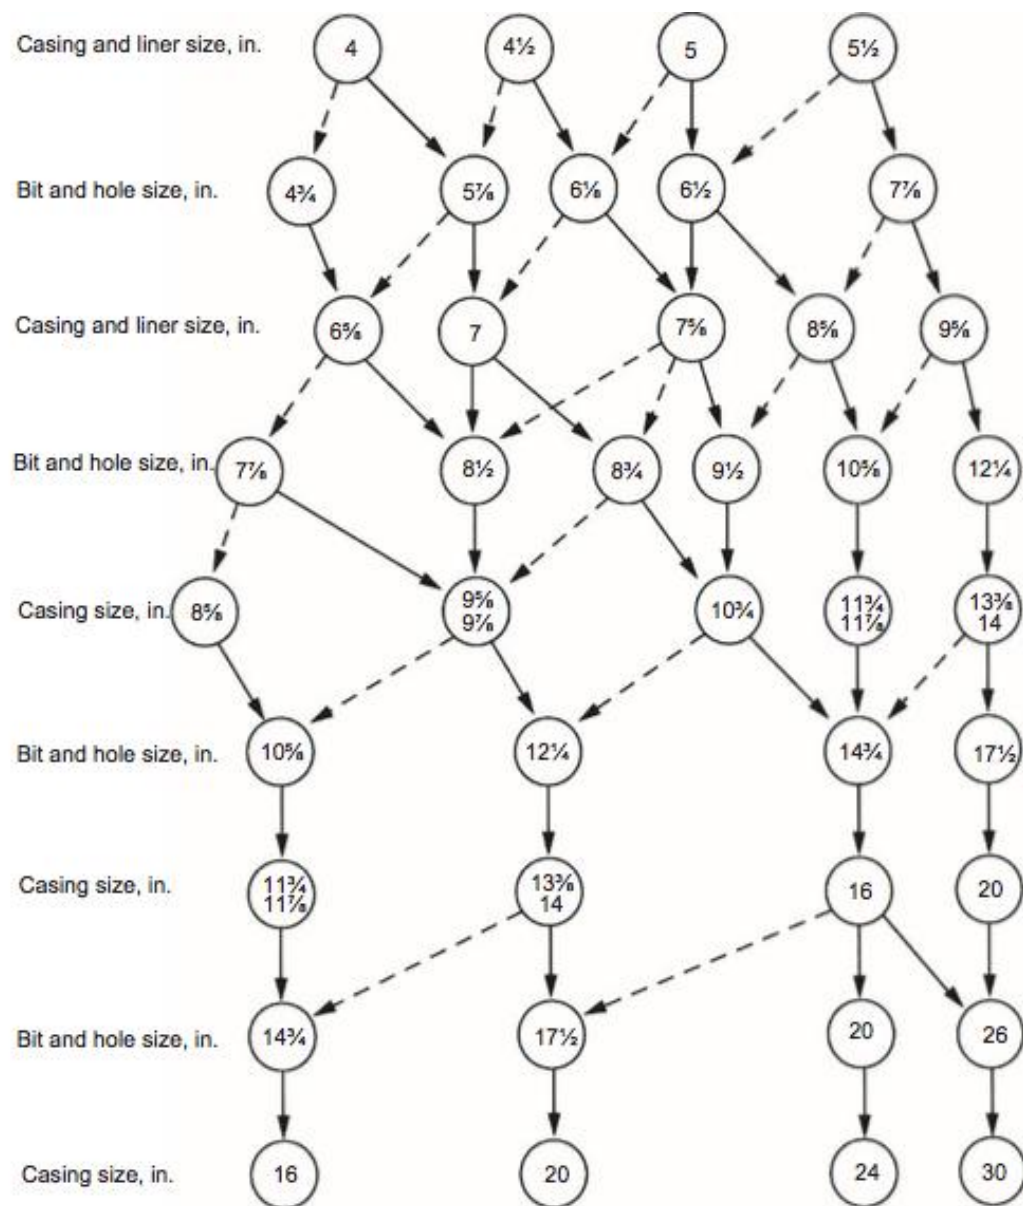 Casing and liner size, in. 4 4½ 5 5½
Bit and hole size, in. 4¾ 5⅞ 6⅛ 6½ 7⅞
Casing and liner size, in. 6⅝ 7 7⅝ 8⅝ 9⅝
Bit and hole size, in. 7⅞ 8½ 8¾ 9½ 10⅝ 12¼
Casing size, in. 8⅝ 9⅝ 9⅞ 10¾ 11¾ 11⅞ 13⅜ 14
Bit and hole size, in. 10⅝ 12¼ 14¾ 17½
Casing size, in. 11¾ 11⅞ 13⅜ 14 16 20
Bit and hole size, in. 14¾ 17½ 20 26
Casing size, in. 16 20 24 30